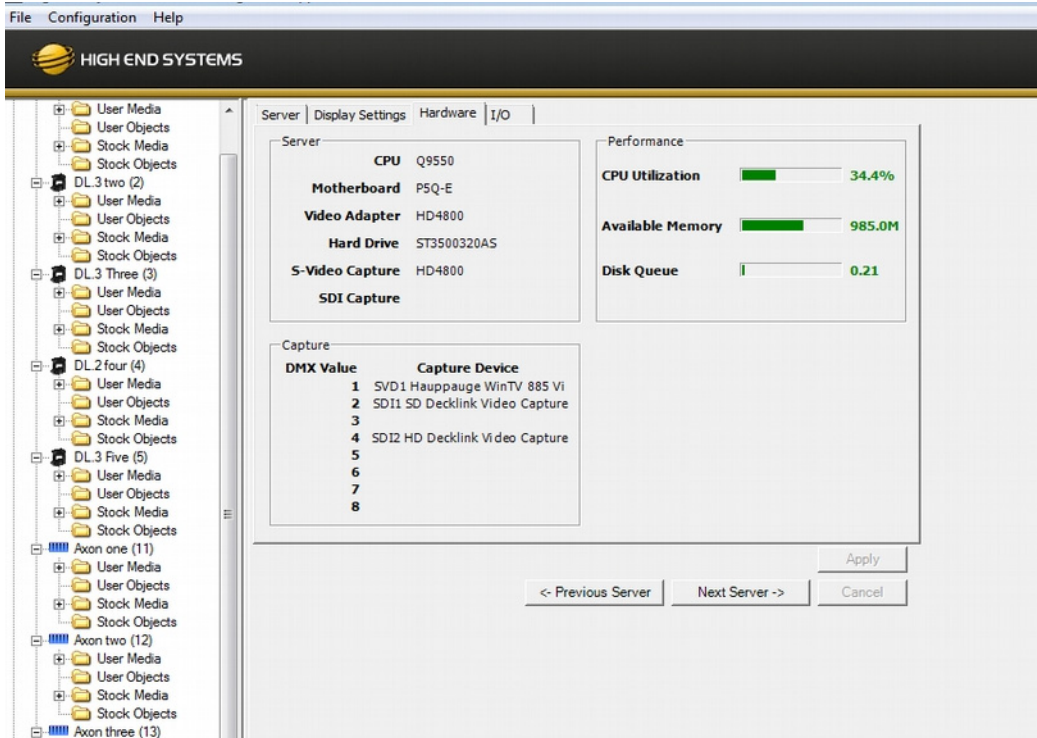 File Configuration Help
HIGH END SYSTEMS
User Media
User Objects
Stock Media
Stock Objects
DL.3 two (2)
User Media
User Objects
Stock Media
Stock Objects
DL.3 Three (3)
User Media
User Objects
Stock Media
Stock Objects
DL.2 four (4)
User Media
User Objects
Stock Media
Stock Objects
DL.3 Five (5)
User Media
User Objects
Stock Media
Stock Objects
Axon one (11)
User Media
User Objects
Stock Media
Stock Objects
Axon two (12)
User Media
User Objects
Stock Media
Stock Objects
Axon three (13)
Server Display Settings Hardware I/O
Server
CPU Q9550
Motherboard P5Q-E
Video Adapter HD4800
Hard Drive ST3500320AS
S-Video Capture HD4800
SDI Capture
Performance
CPU Utilization 34.4%
Available Memory 985.0M
Disk Queue 0.21
Capture
DMX Value Capture Device
1 SVD1 Hauppauge WinTV 885 Vi
2 SDI1 SD Decklink Video Capture
3
4 SDI2 HD Decklink Video Capture
5
6
7
8
Apply
<- Previous Server Next Server -> Cancel